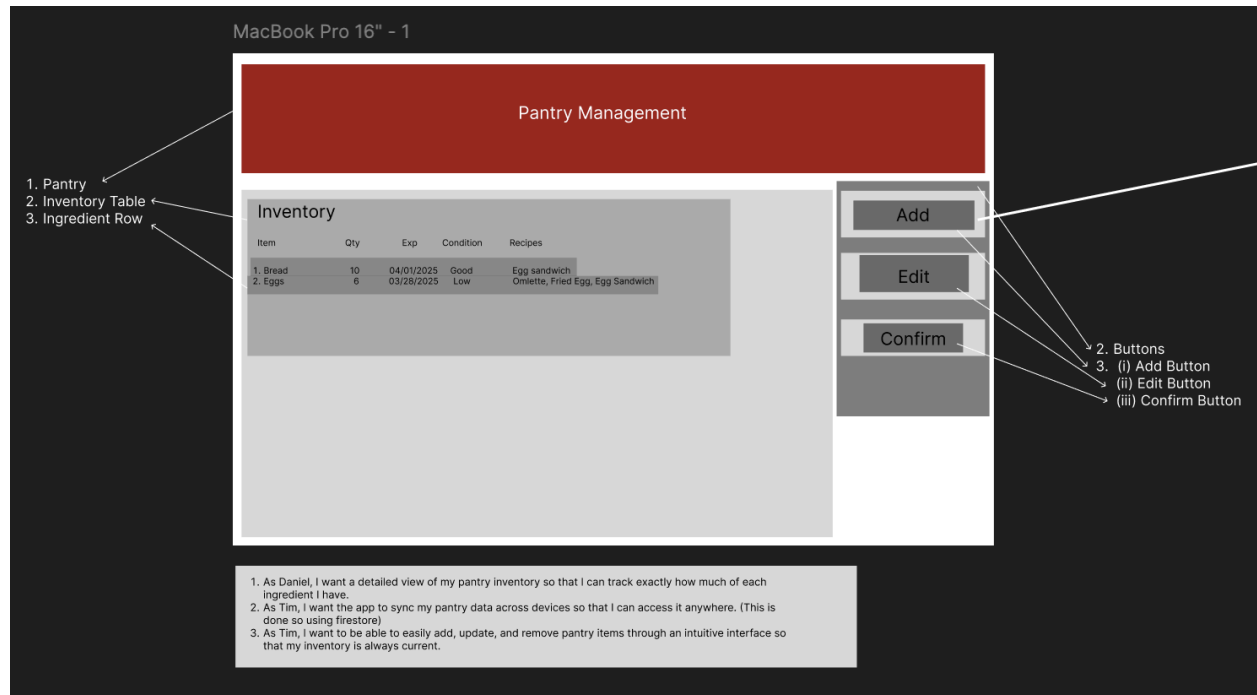 MacBook Pro 16" - 1
Pantry Management
1. Pantry
2. Inventory Table
3. Ingredient Row
Inventory
Item Qty Exp Condition Recipes
1. Bread 10 04/01/2025 Good Egg sandwich
2. Eggs 6 03/28/2025 Low Omlette, Fried Egg, Egg Sandwich
Add
Edit
Confirm
2. Buttons
3. (i) Add Button
(ii) Edit Button
(iii) Confirm Button
1. As Daniel, I want a detailed view of my pantry inventory so that I can track exactly how much of each
ingredient I have.
2. As Tim, I want the app to sync my pantry data across devices so that I can access it anywhere. (This is
done so using firestore)
3. As Tim, I want to be able to easily add, update, and remove pantry items through an intuitive interface so
that my inventory is always current.